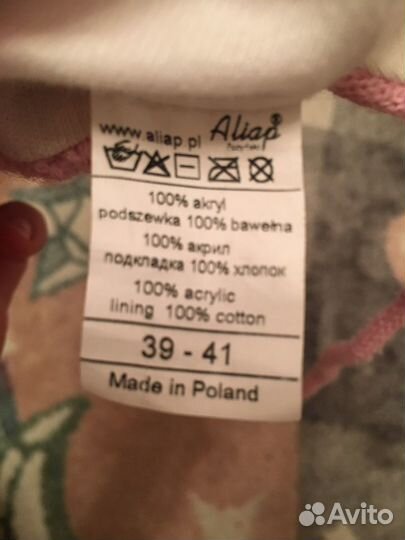 www.aliap.pl Aliap®
100% akryl
podszewka 100% bawełna
100% акрил
подкладка 100% хлопок
100% acrylic
lining 100% cotton
39 - 41
Made in Poland
Avito